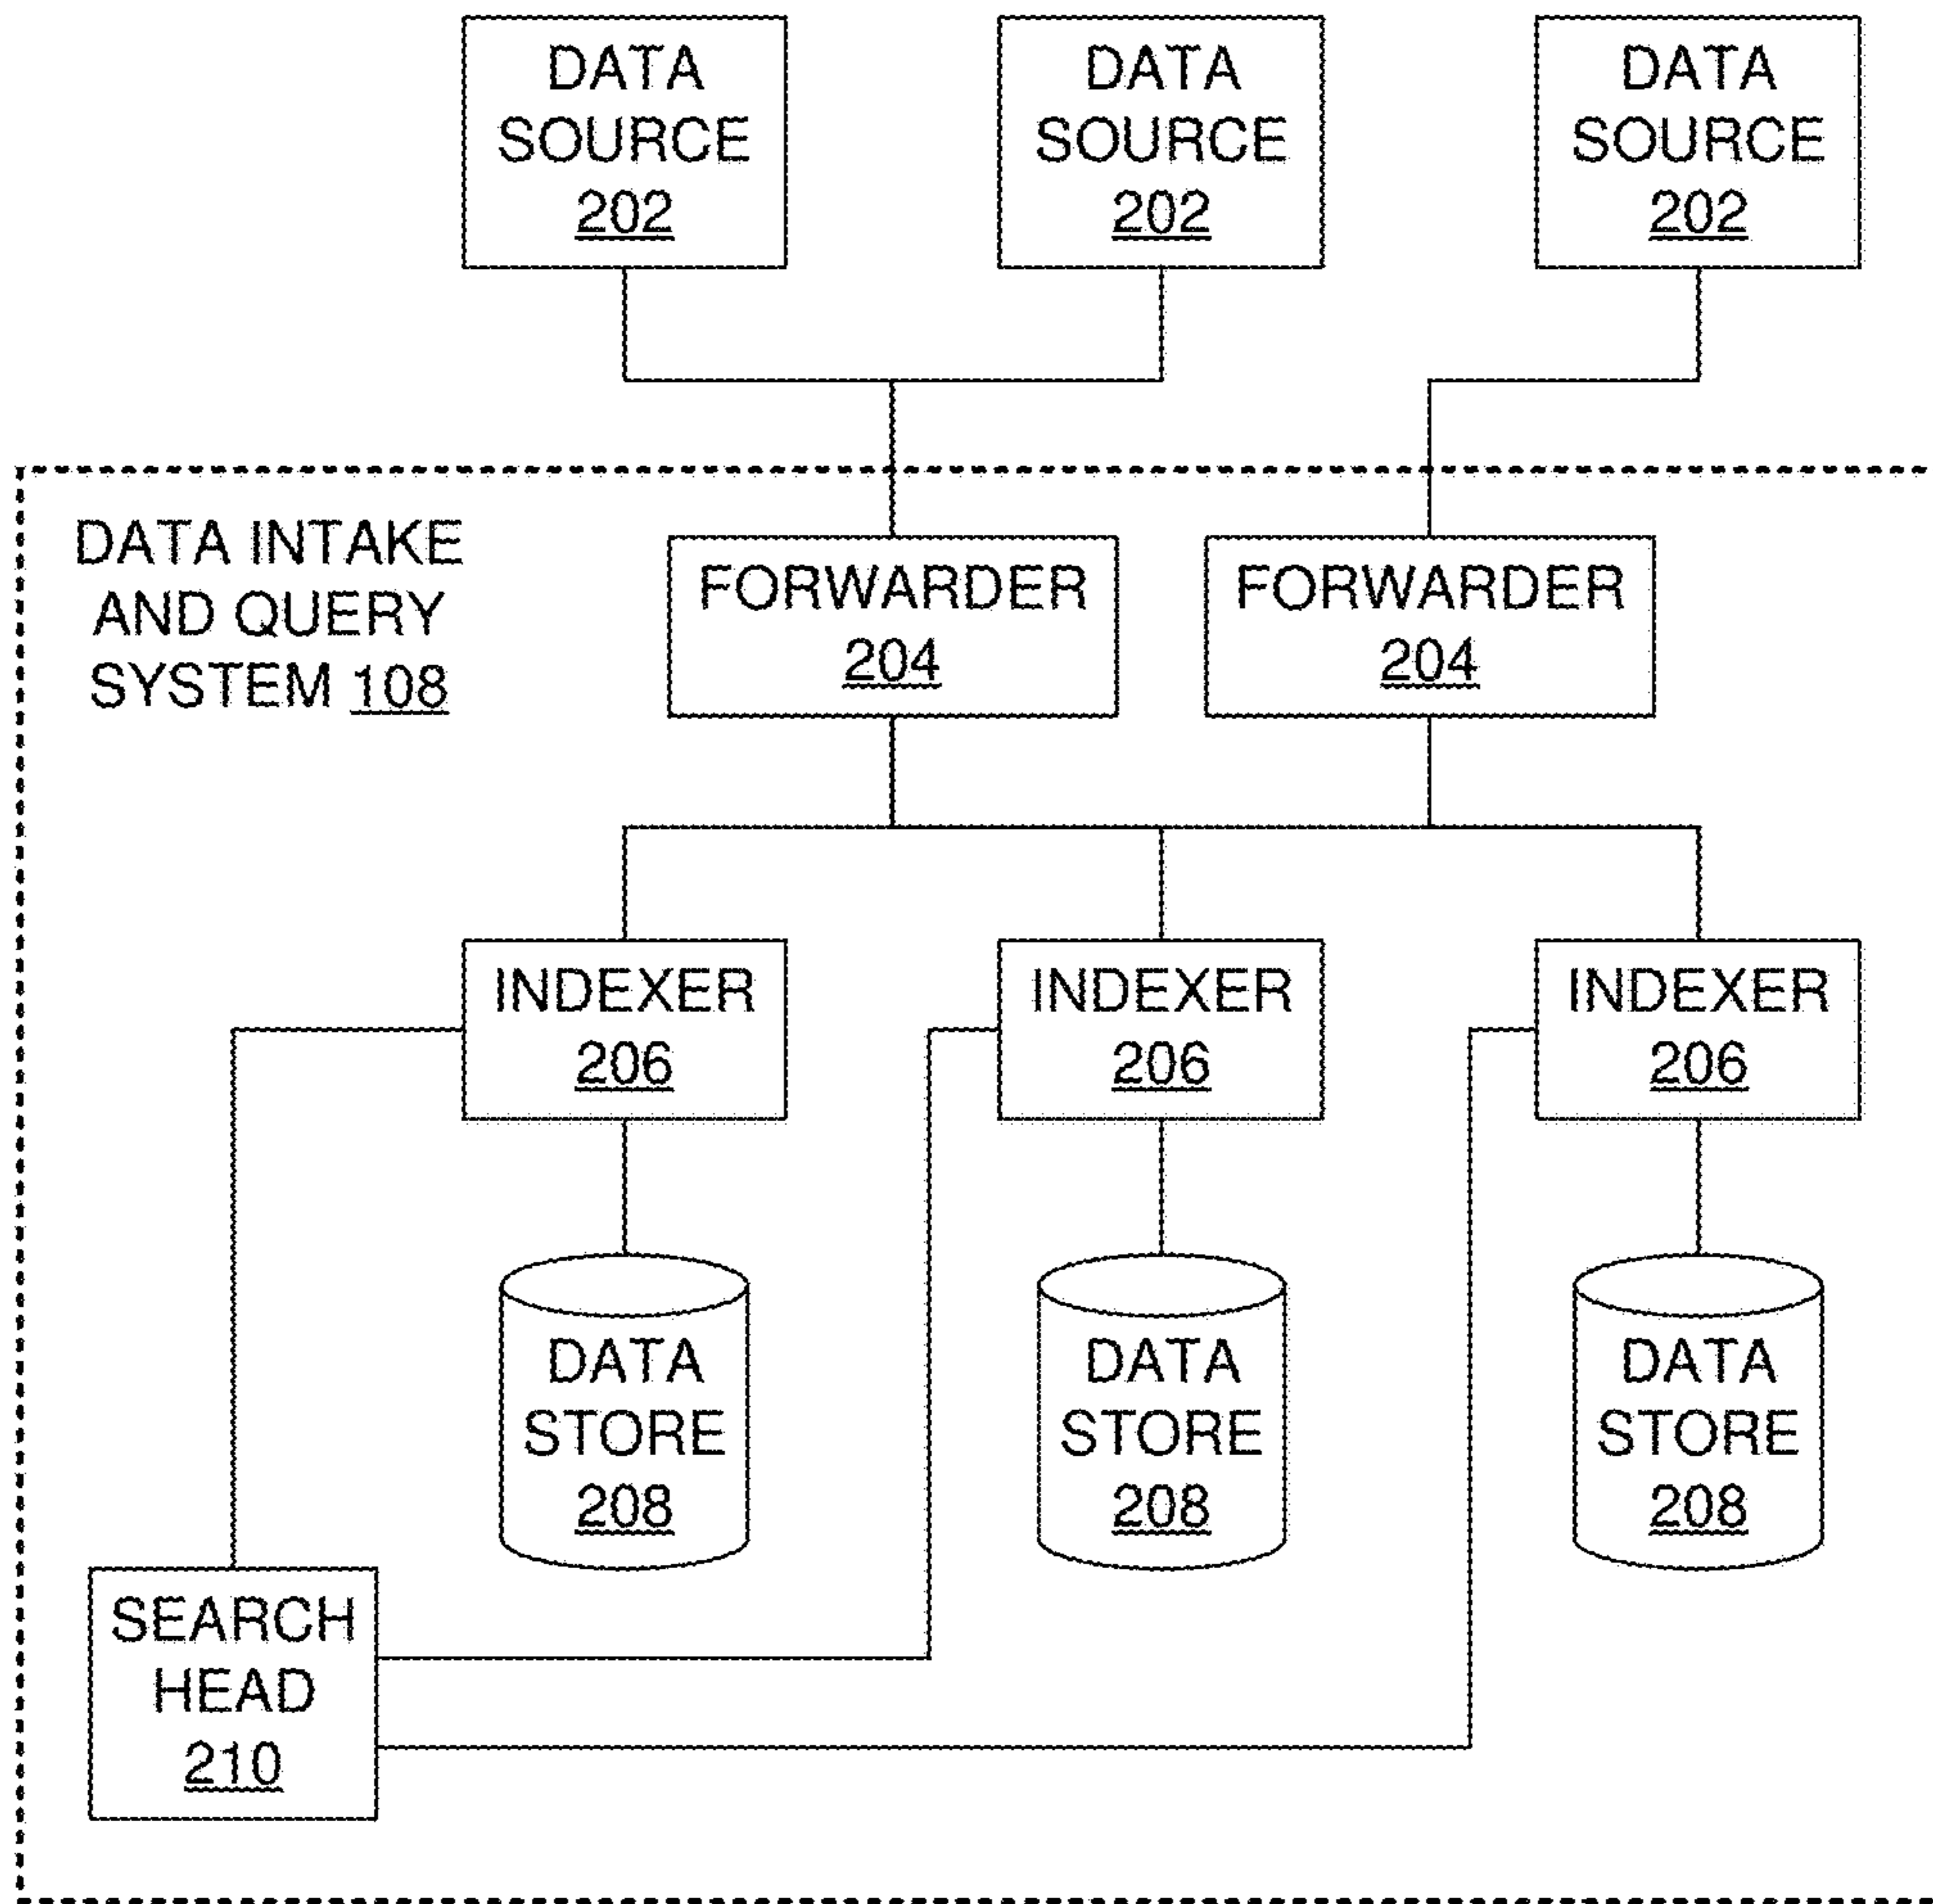 DATA
SOURCE
202
DATA
SOURCE
202
DATA
SOURCE
202
DATA INTAKE
AND QUERY
SYSTEM 108
FORWARDER
204
FORWARDER
204
INDEXER
206
INDEXER
206
INDEXER
206
DATA
STORE
208
DATA
STORE
208
DATA
STORE
208
SEARCH
HEAD
210